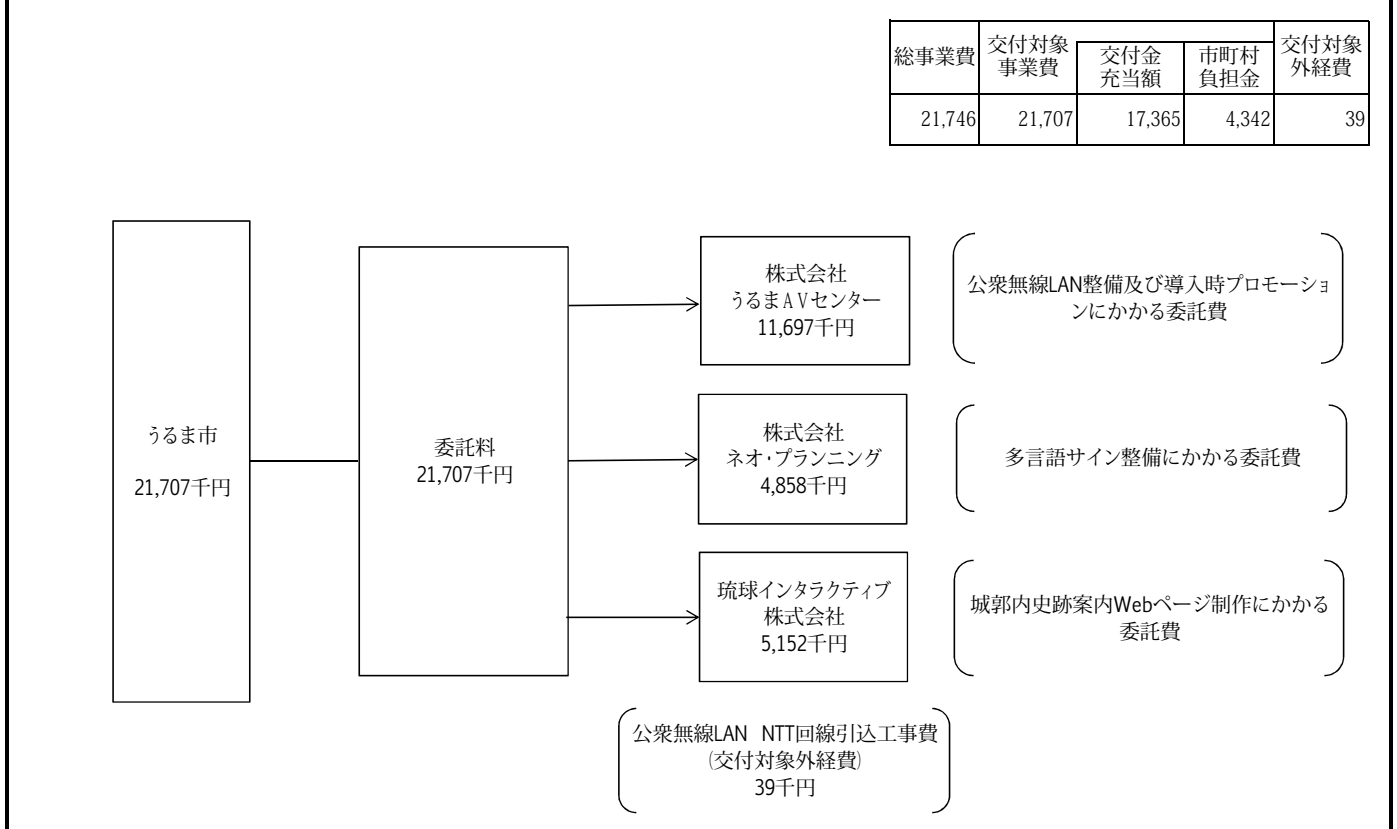 総事業費
交付対象
事業費
交付金
充当額
市町村
負担金
交付対象
外経費
21,746 21,707 17,365 4,342 39
うるま市
21,707千円
委託料
21,707千円
株式会社
うるまAVセンター
11,697千円
公衆無線LAN整備及び導入時プロモーショ
ンにかかる委託費
株式会社
ネオ・プランニング
4,858千円
多言語サイン整備にかかる委託費
琉球インタラクティブ
株式会社
5,152千円
城郭内史跡案内Webページ制作にかかる
委託費
公衆無線LAN NTT回線引込工事費
(交付対象外経費)
39千円